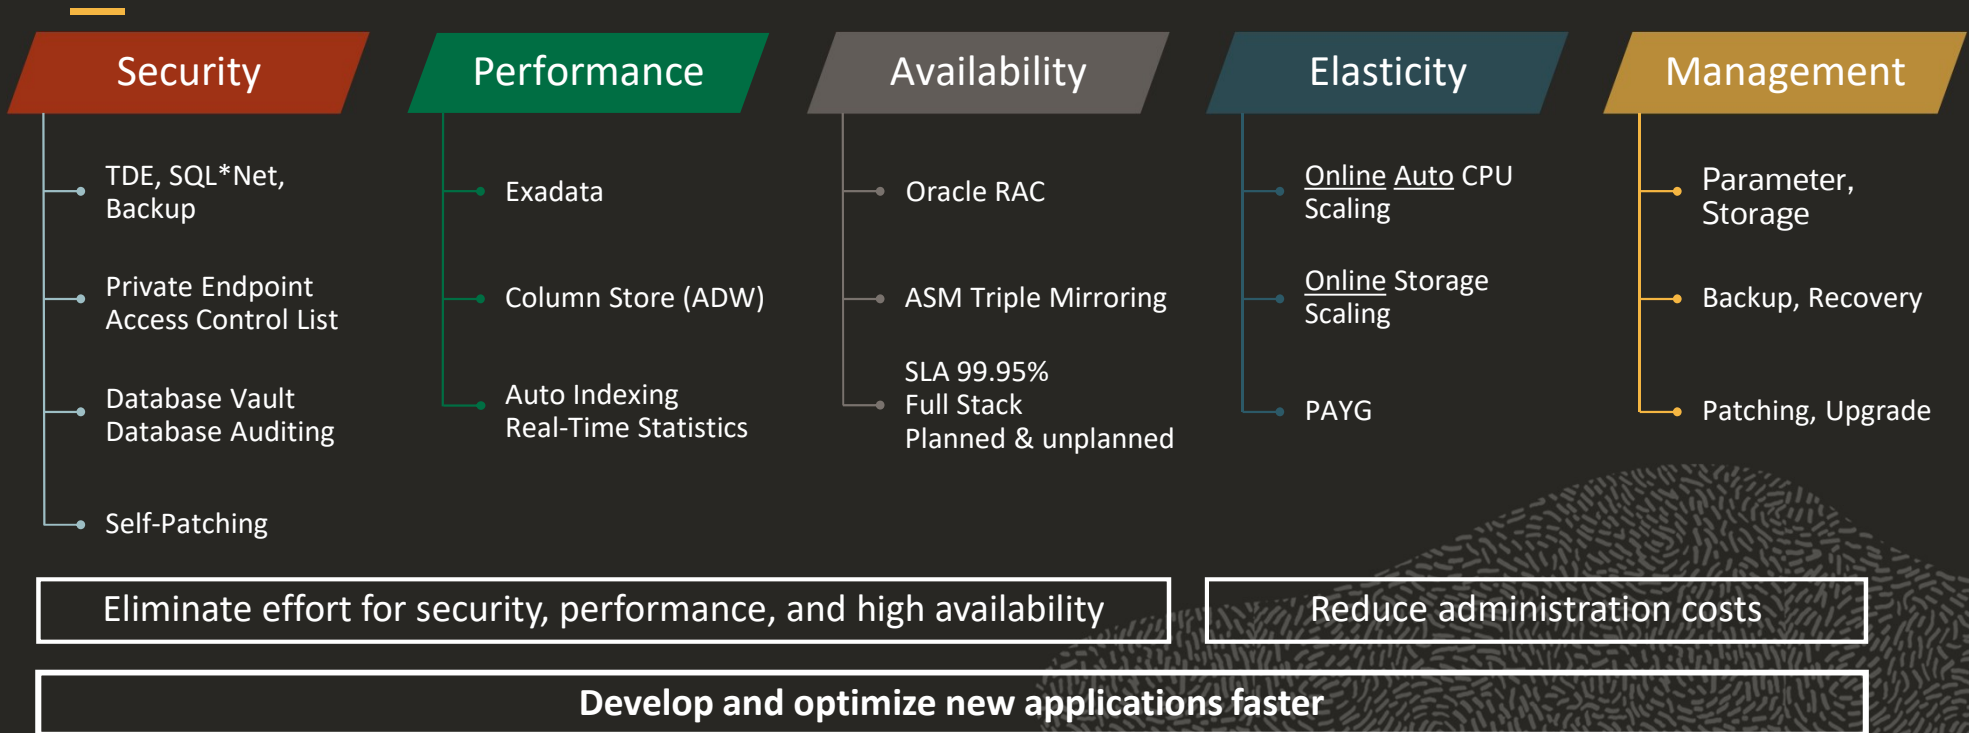 Security
TDE, SQL*Net,
Backup
Private Endpoint
Access Control List
Database Vault
Database Auditing
Self-Patching
Performance
Exadata
Column Store (ADW)
Auto Indexing
Real-Time Statistics
Availability
Oracle RAC
ASM Triple Mirroring
SLA 99.95%
Full Stack
Planned & unplanned
Elasticity
Online Auto CPU
Scaling
Online Storage
Scaling
PAYG
Management
Parameter,
Storage
Backup, Recovery
Patching, Upgrade
Eliminate effort for security, performance, and high availability
Reduce administration costs
Develop and optimize new applications faster